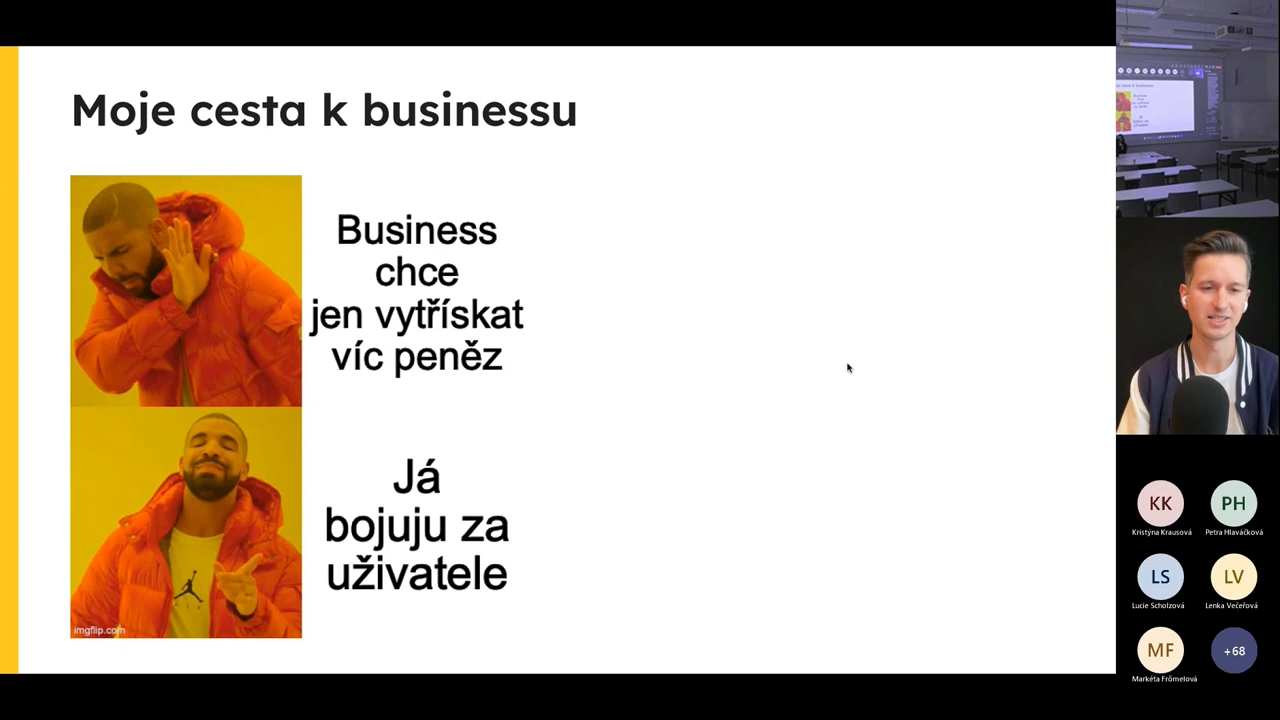 Moje cesta k businessu
Business
chce
jen vytřískat
víc peněz
Já
bojuju za
uživatele
imgflip.com
KK
Kristýna Krausová
PH
Petra Hlaváčková
LS
Lucie Scholzová
LV
Lenka Večeřová
MF
Markéta Frömelová
+68